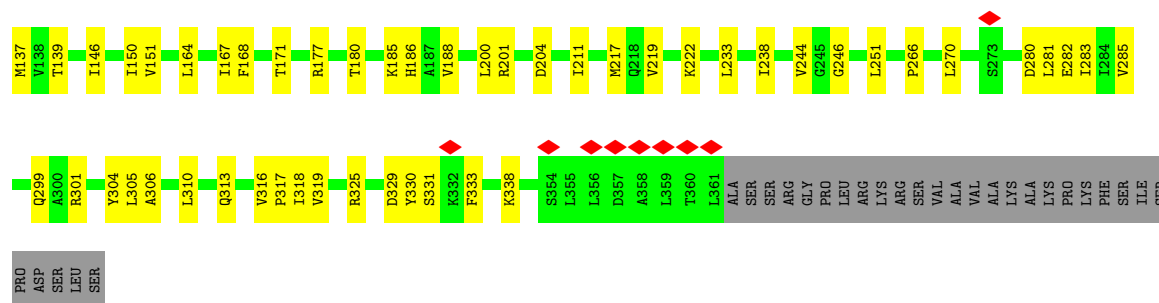 M137 V138 T139 I146 I150 V151 L164 I167 F168 T171 R177 T180 K185 H186 A187 V188 L200 R201 D204 I211 M217 Q218 V219 K222 L233 I238 V244 G245 G246 L251 P266 L270 S273 D280 L281 E282 I283 I284 V285
Q299 A300 R301 Y304 L305 A306 L310 Q313 V316 P317 I318 V319 R325 D329 Y330 S331 K332 F333 K338 S354 L355 L356 D357 A358 L359 T360 L361 ALA SER SER ARG GLY PRO LEU ARG LYS ARG SER VAL ALA VAL ALA LYS ALA LYS PRO LYS PHE SER ILE SER
PRO ASP SER LEU SER